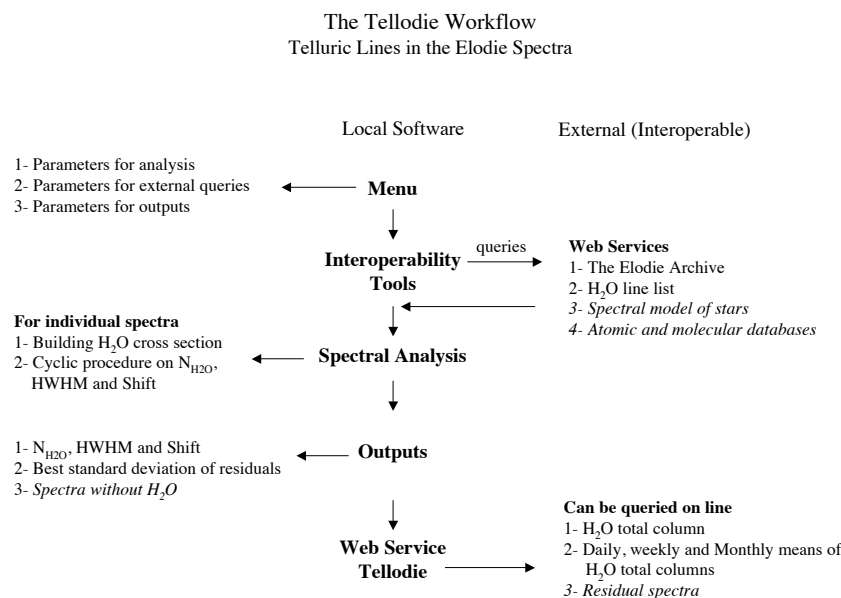 The Tellodie Workflow
Telluric Lines in the Elodie Spectra
Local Software
External (Interoperable)
1- Parameters for analysis
2- Parameters for external queries
3- Parameters for outputs
Menu
Interoperability
Tools
queries
Web Services
1- The Elodie Archive
2- H2O line list
3- Spectral model of stars
4- Atomic and molecular databases
For individual spectra
1- Building H2O cross section
2- Cyclic procedure on NH2O,
HWHM and Shift
Spectral Analysis
1- NH2O, HWHM and Shift
2- Best standard deviation of residuals
3- Spectra without H2O
Outputs
Web Service
Tellodie
Can be queried on line
1- H2O total column
2- Daily, weekly and Monthly means of
H2O total columns
3- Residual spectra